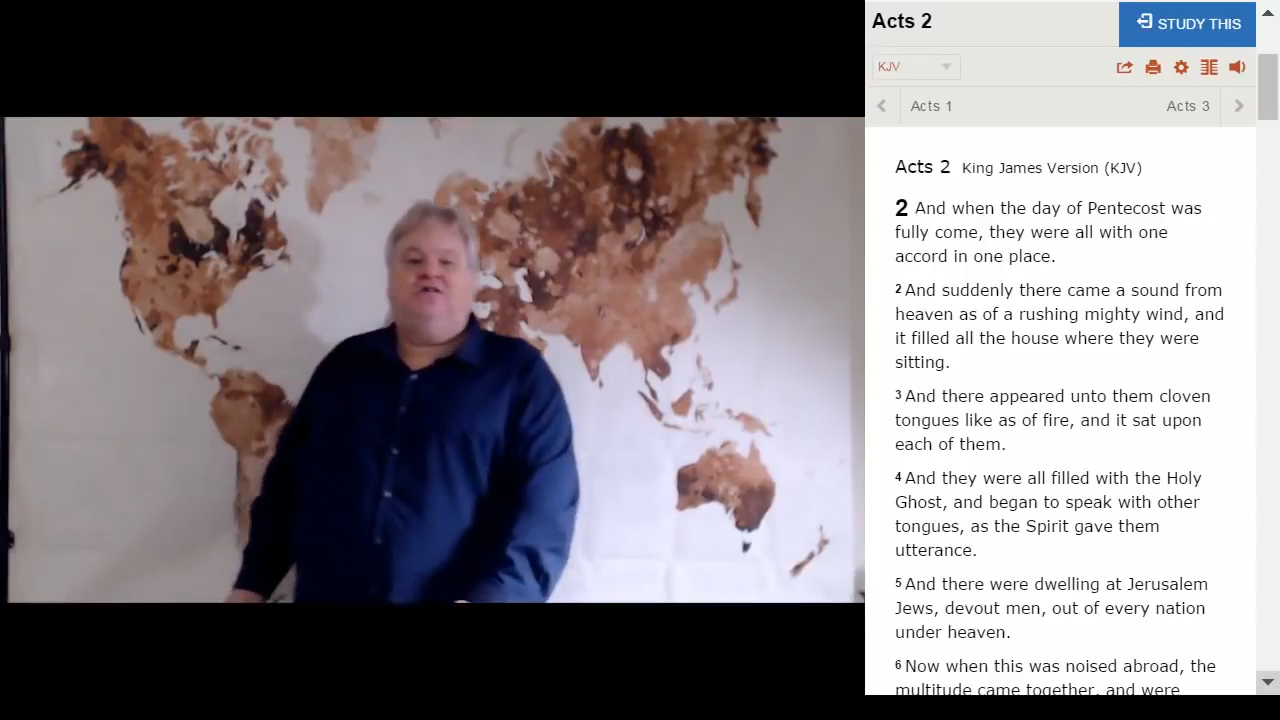 Acts 2
STUDY THIS
KJV
Acts 1
Acts 3
Acts 2 King James Version (KJV)
2 And when the day of Pentecost was
fully come, they were all with one
accord in one place.
2 And suddenly there came a sound from
heaven as of a rushing mighty wind, and
it filled all the house where they were
sitting.
3 And there appeared unto them cloven
tongues like as of fire, and it sat upon
each of them.
4 And they were all filled with the Holy
Ghost, and began to speak with other
tongues, as the Spirit gave them
utterance.
5 And there were dwelling at Jerusalem
Jews, devout men, out of every nation
under heaven.
6 Now when this was noised abroad, the
multitude came together, and were